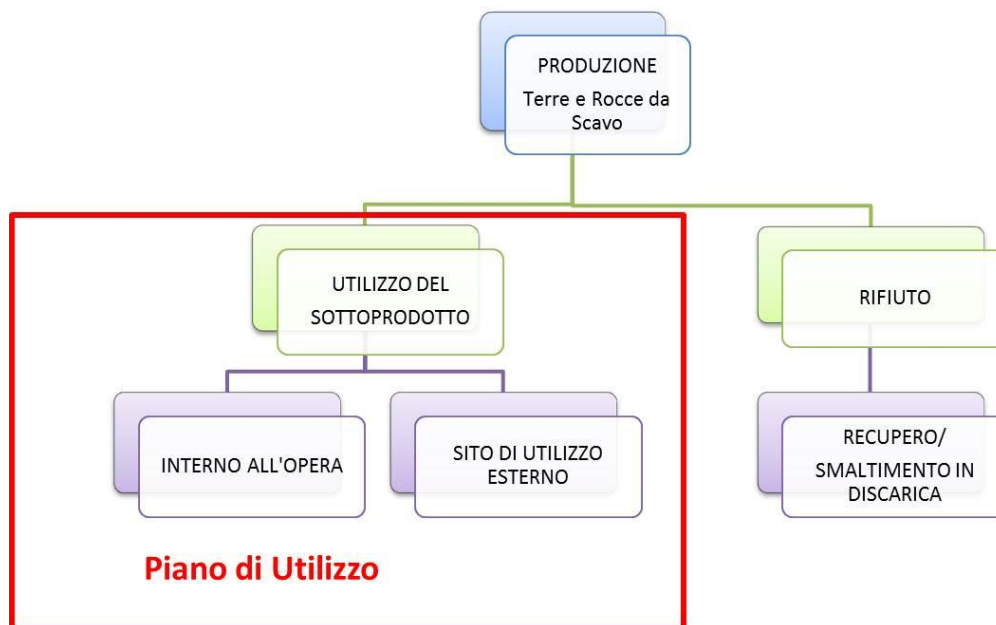 PRODUZIONE
Terre e Rocce da
Scavo
UTILIZZO DEL
SOTTOPRODOTTO
RIFIUTO
INTERNO ALL'OPERA
SITO DI UTILIZZO
ESTERNO
RECUPERO/
SMALTIMENTO IN
DISCARICA
Piano di Utilizzo